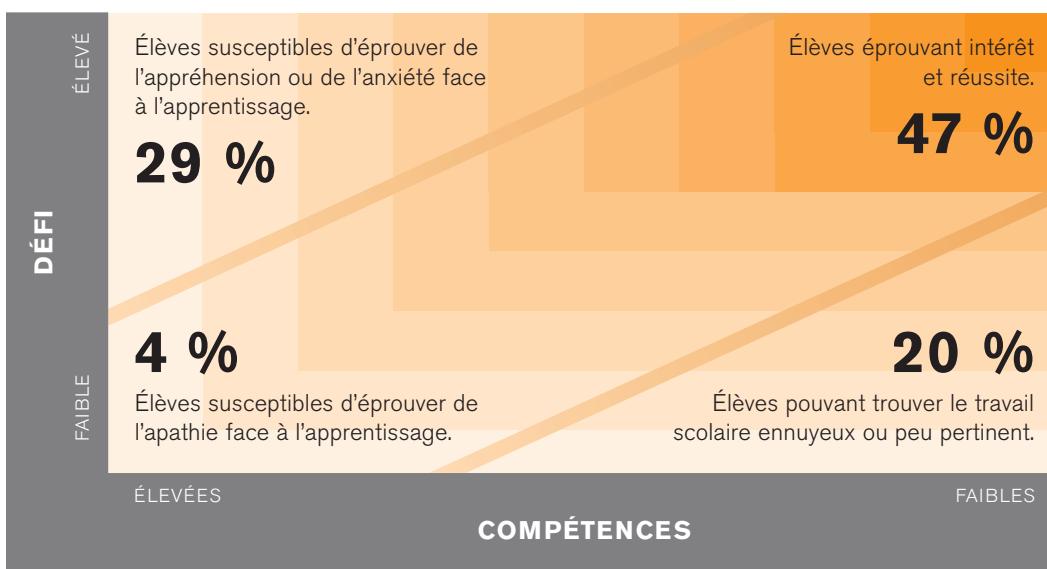 ÉLEVÉ
DÉFI
FAIBLE
Élèves susceptibles d'éprouver de
l'appréhension ou de l'anxiété face
à l'apprentissage.
29 %
Élèves éprouvant intérêt
et réussite.
47 %
4 %
Élèves susceptibles d'éprouver de
l'apathie face à l'apprentissage.
20 %
Élèves pouvant trouver le travail
scolaire ennuyeux ou peu pertinent.
ÉLEVÉES
FAIBLES
COMPÉTENCES